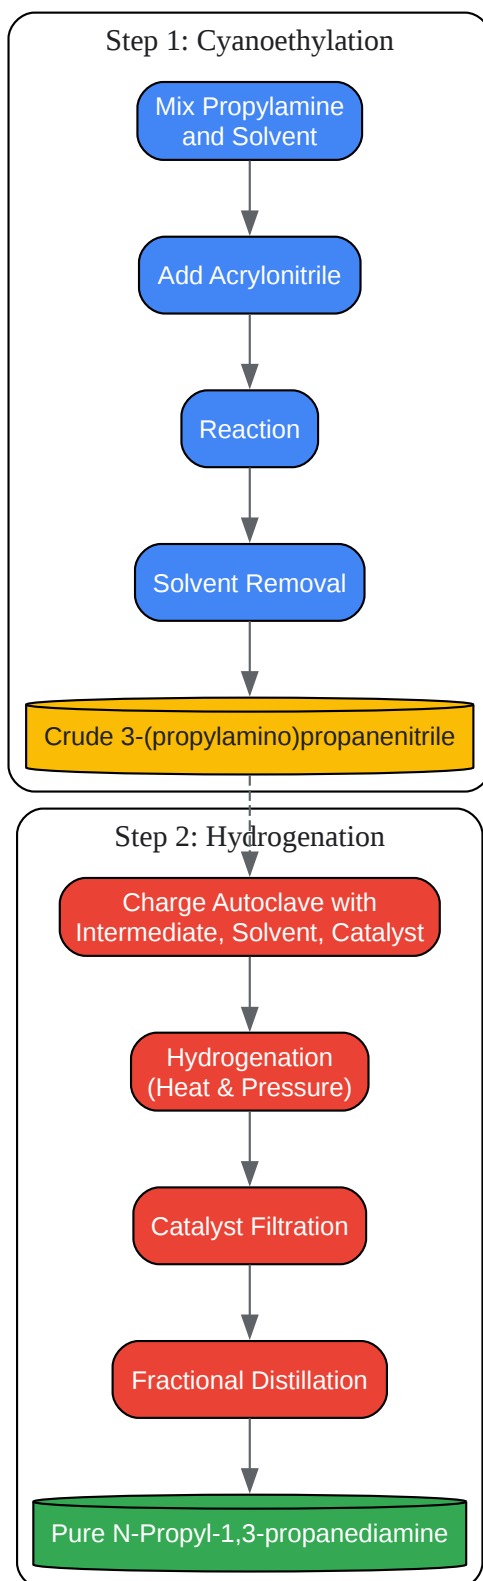 Step 1: Cyanoethylation
Mix Propylamine
and Solvent
Add Acrylonitrile
Reaction
Solvent Removal
Crude 3-(propylamino)propanenitrile
Step 2: Hydrogenation
Charge Autoclave with
Intermediate, Solvent, Catalyst
Hydrogenation
(Heat & Pressure)
Catalyst Filtration
Fractional Distillation
Pure N-Propyl-1,3-propanediamine